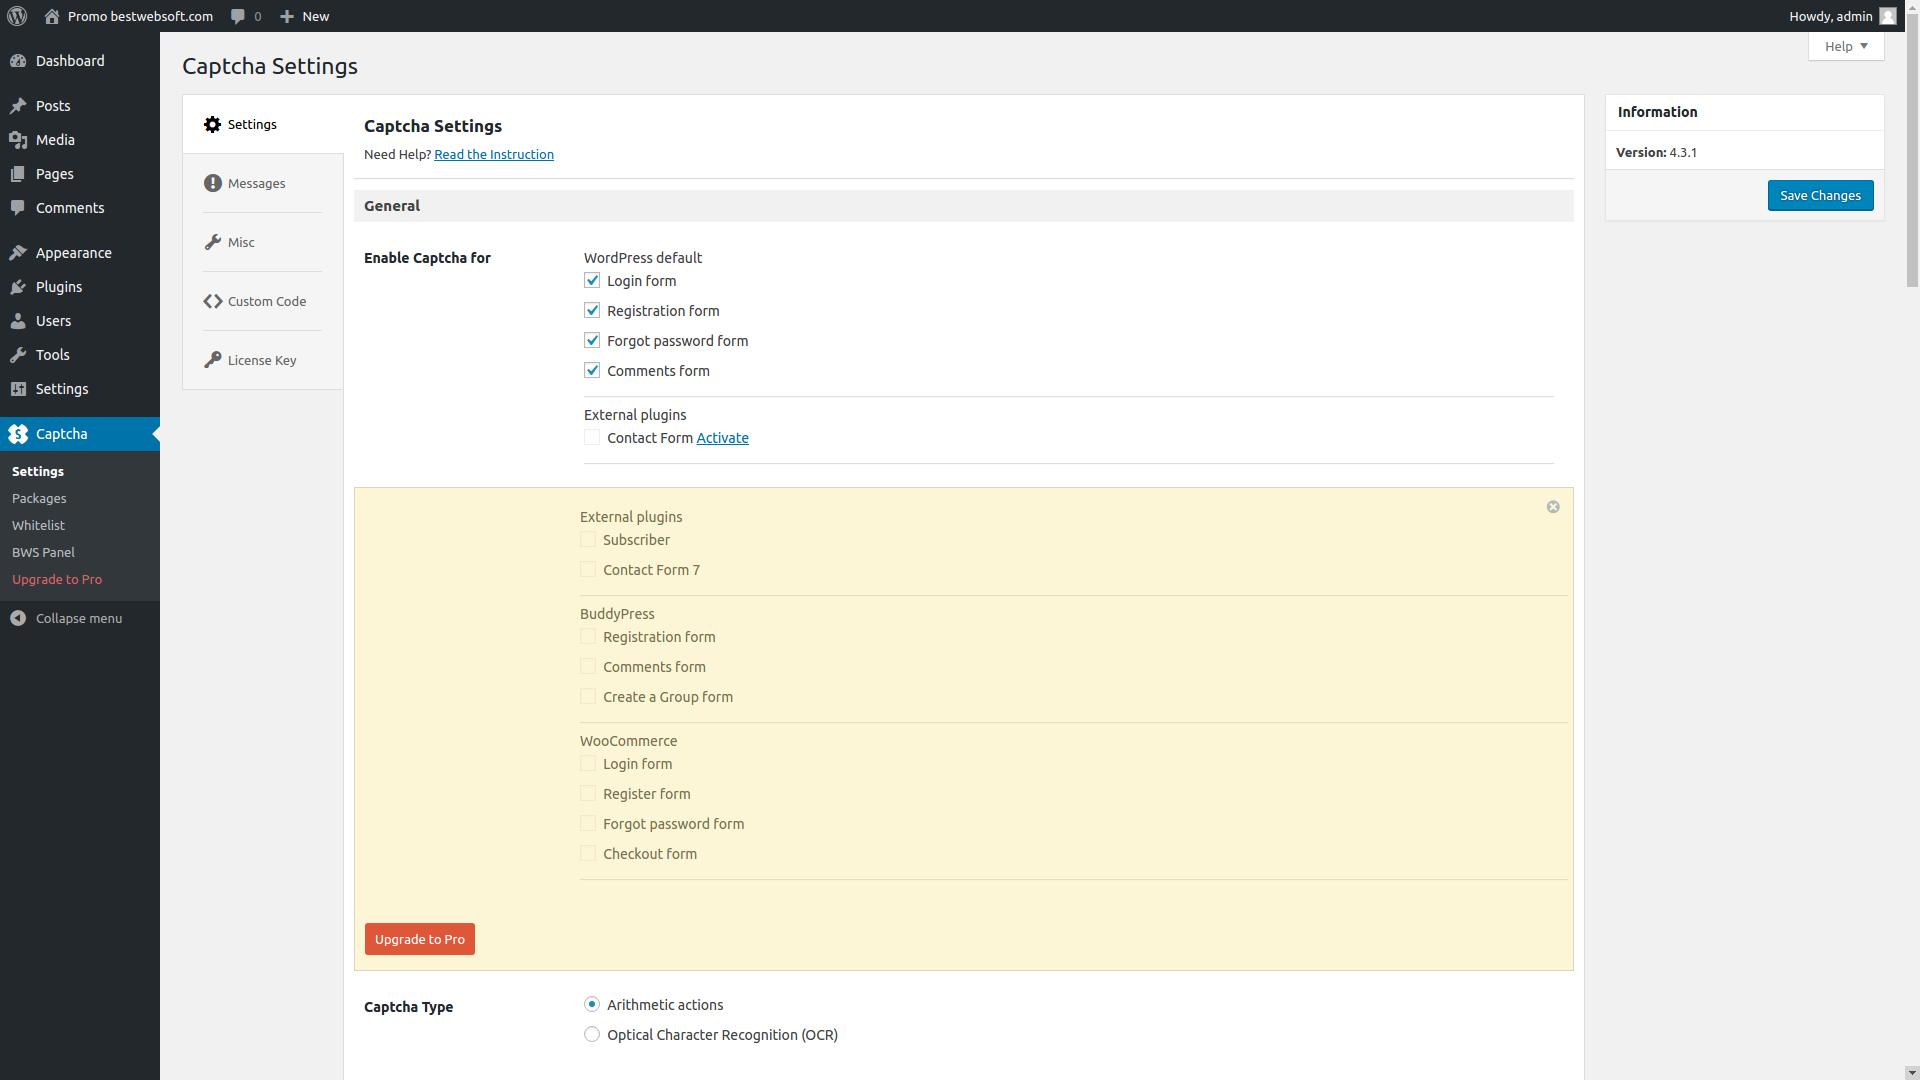 Promo bestwebsoft.com 0 New Howdy, admin
Help
Dashboard
Posts
Media
Pages
Comments
Appearance
Plugins
Users
Tools
Settings
Captcha
Settings
Packages
Whitelist
BWS Panel
Upgrade to Pro
Collapse menu
Captcha Settings
Settings
Messages
Misc
Custom Code
License Key
Captcha Settings
Need Help? Read the Instruction
General
Enable Captcha for
WordPress default
Login form
Registration form
Forgot password form
Comments form
External plugins
Contact Form Activate
External plugins
Subscriber
Contact Form 7
BuddyPress
Registration form
Comments form
Create a Group form
WooCommerce
Login form
Register form
Forgot password form
Checkout form
Upgrade to Pro
Captcha Type
Arithmetic actions
Optical Character Recognition (OCR)
Information
Version: 4.3.1
Save Changes